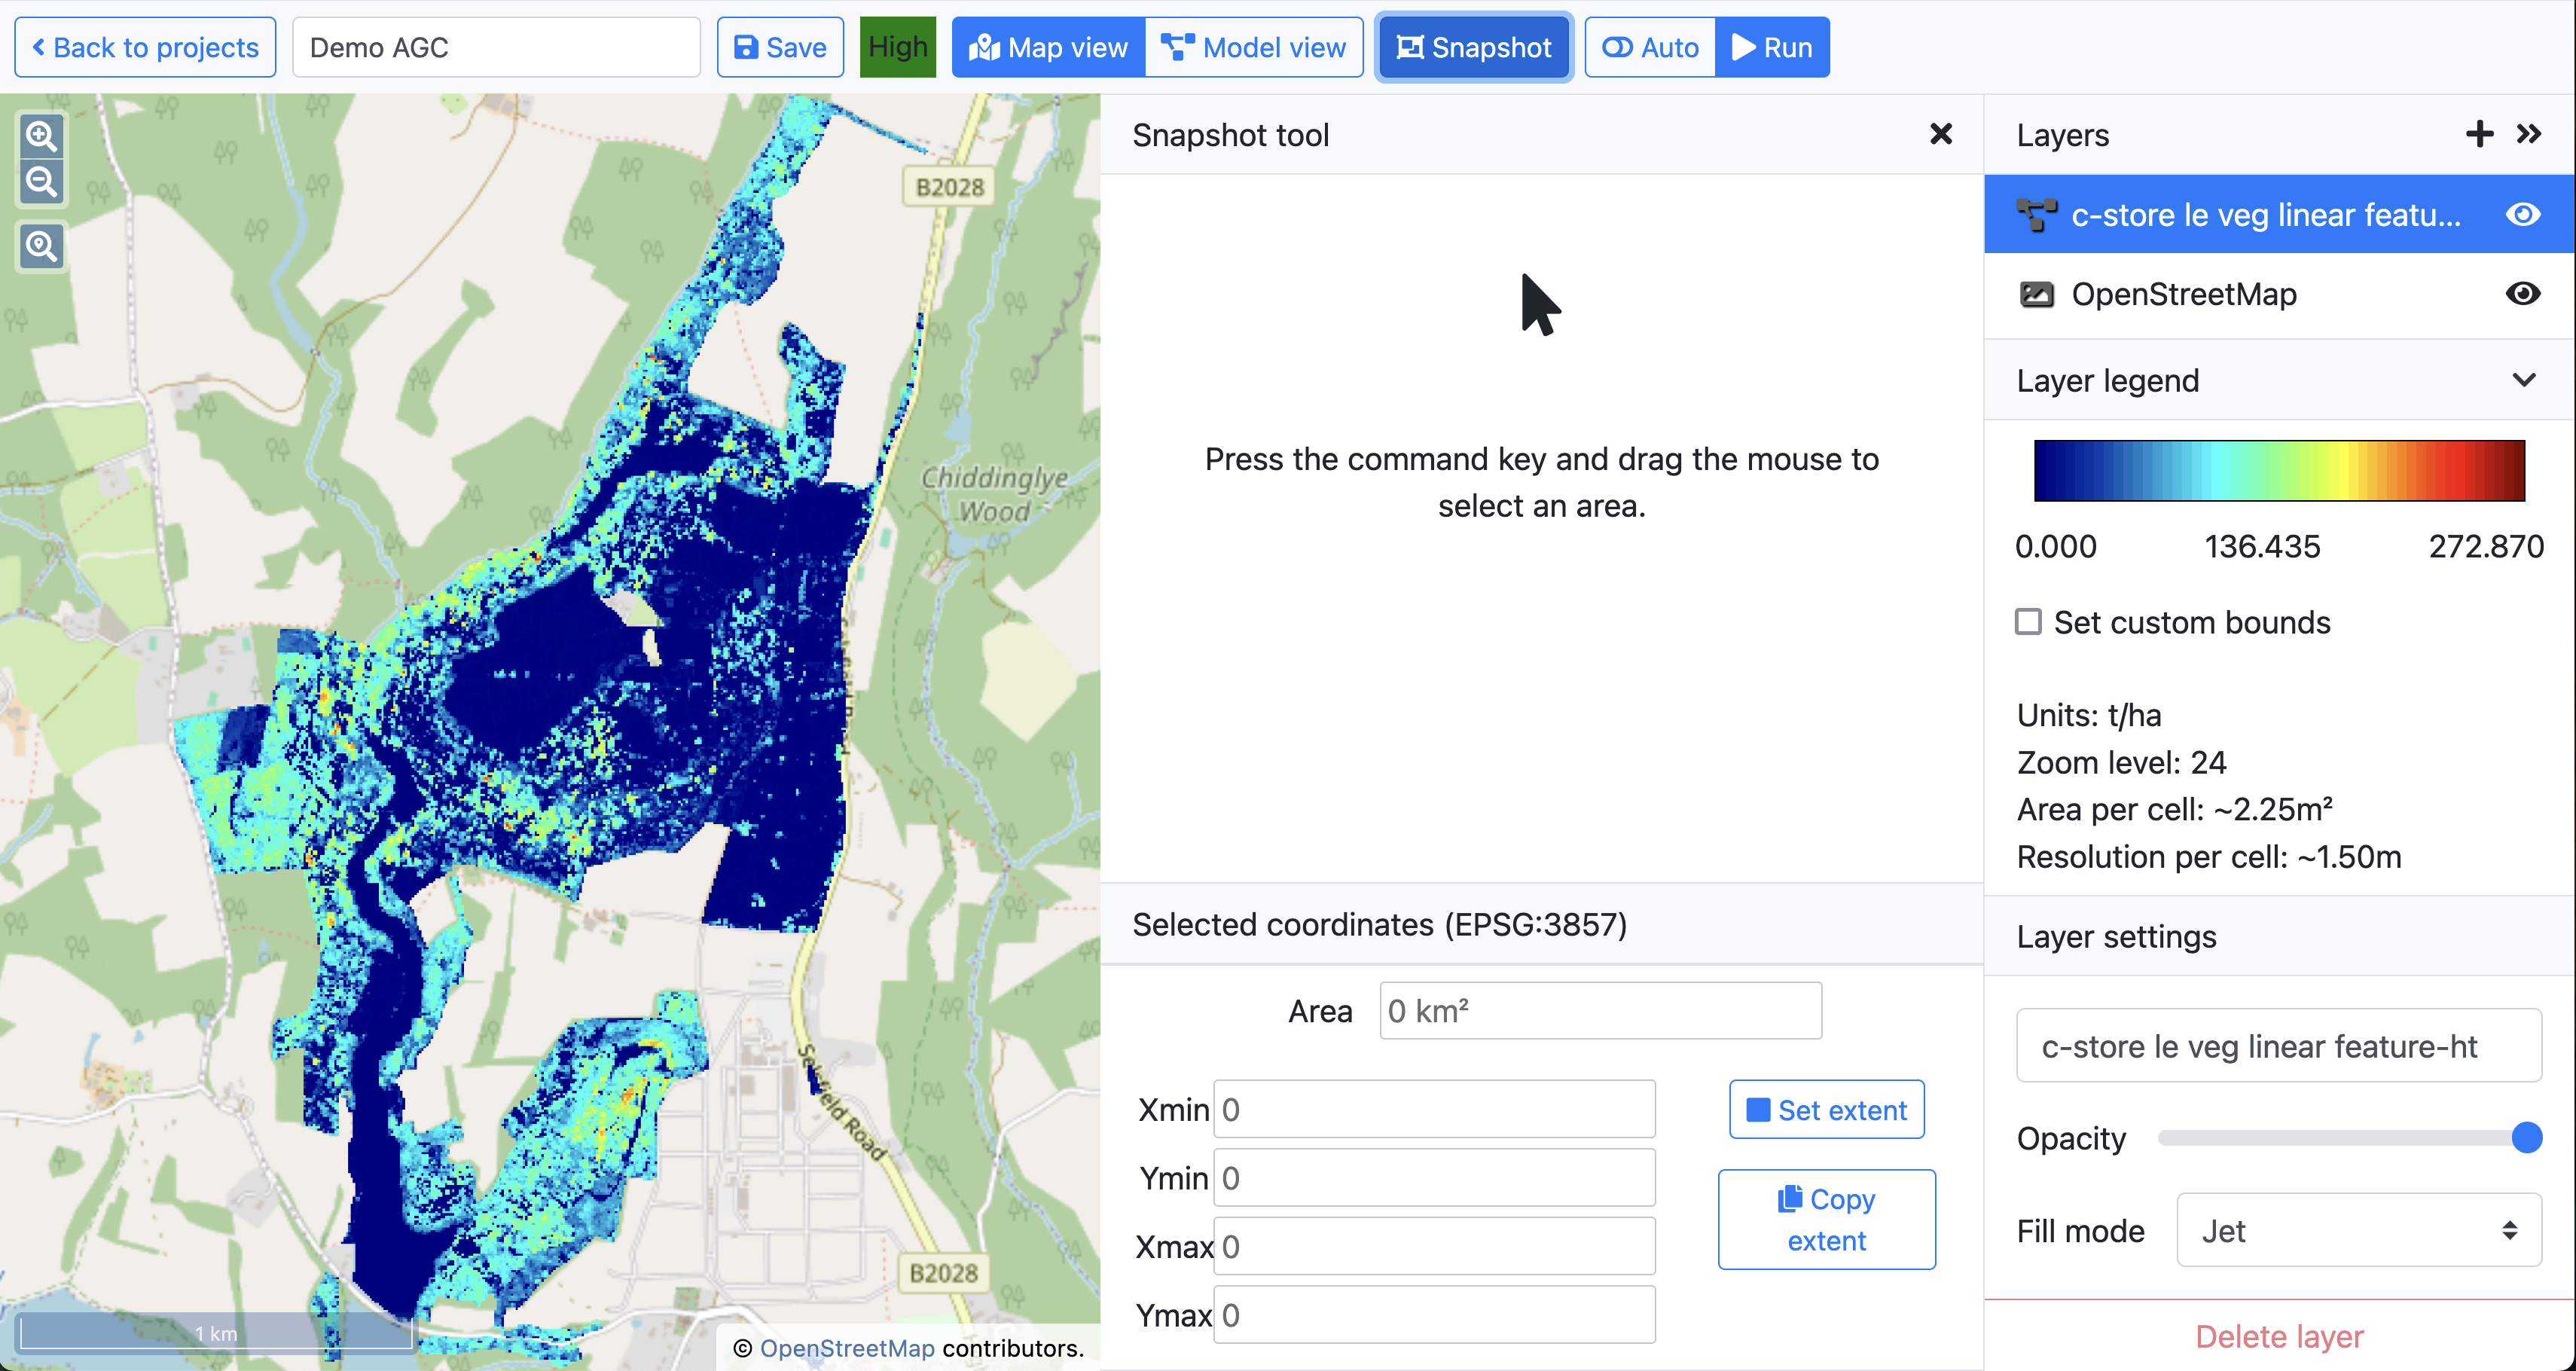 Back to projects
Demo AGC
Save
High
Map view
Model view
Snapshot
Auto
Run
B2028
Chiddinglye
Wood
Selsfield Road
B2028
1 km
© OpenStreetMap contributors.
Snapshot tool
Press the command key and drag the mouse to
select an area.
Selected coordinates (EPSG:3857)
Area 0 km²
Xmin 0
Ymin 0
Xmax 0
Ymax 0
Set extent
Copy
extent
Layers
c-store le veg linear featu...
OpenStreetMap
Layer legend
0.000 136.435 272.870
Set custom bounds
Units: t/ha
Zoom level: 24
Area per cell: ~2.25m²
Resolution per cell: ~1.50m
Layer settings
c-store le veg linear feature-ht
Opacity
Fill mode Jet
Delete layer